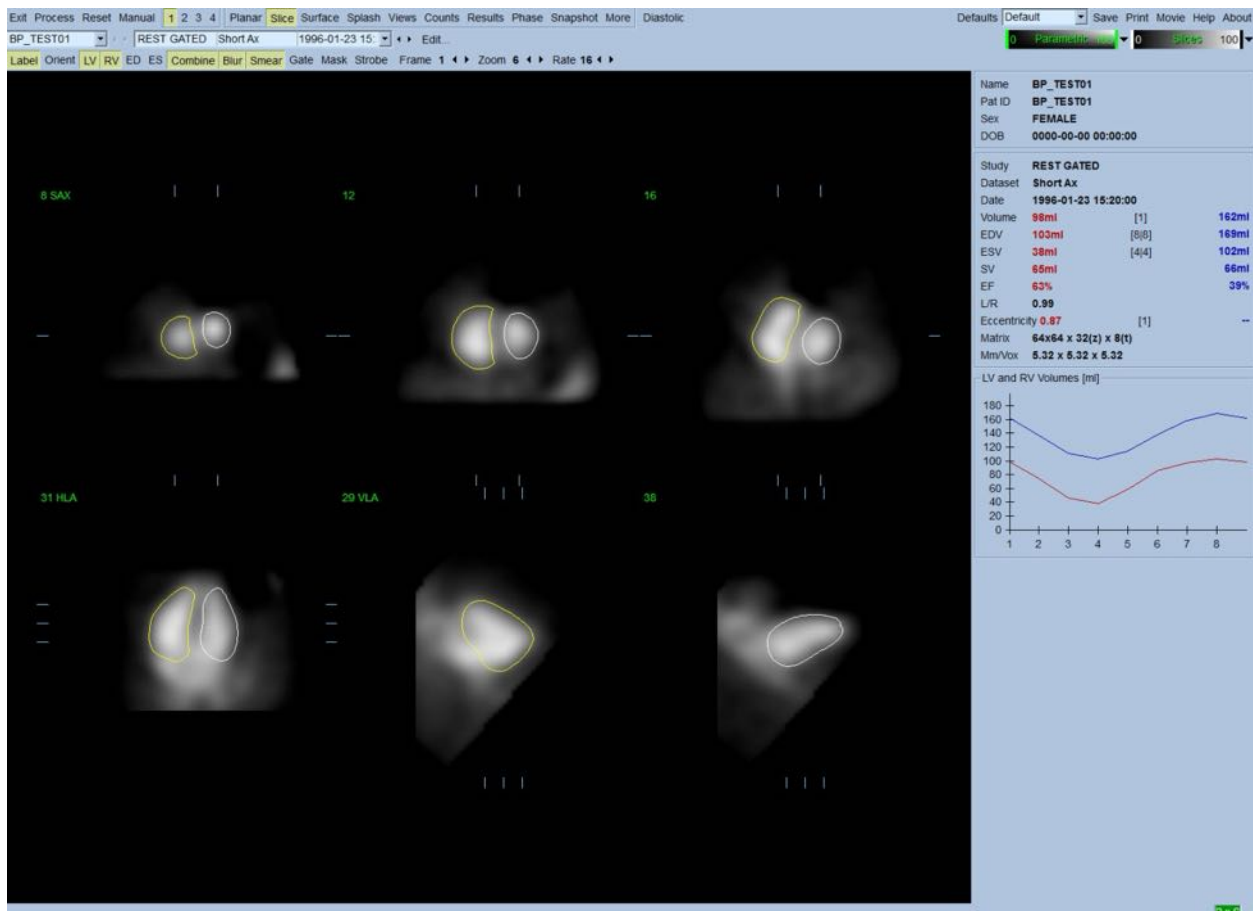 Exit Process Reset Manual 1 2 3 4 Planar Slice Surface Splash Views Counts Results Phase Snapshot More Diastolic Defaults Default Save Print Movie Help About
BP_TEST01 REST GATED Short Ax 1996-01-23 15: Edit... 0 Parametric 100 0 Slices 100
Label Orient LV RV ED ES Combine Blur Smear Gate Mask Strobe Frame 1 Zoom 6 Rate 16
Name BP_TEST01
Pat ID BP_TEST01
Sex FEMALE
DOB 0000-00-00 00:00:00
Study REST GATED
Dataset Short Ax
Date 1996-01-23 15:20:00
Volume 98ml [1] 162ml
EDV 103ml [8|8] 169ml
ESV 38ml [4|4] 102ml
SV 65ml 66ml
EF 63% 39%
L/R 0.99
Eccentricity 0.87 [1] --
Matrix 64x64 x 32(z) x 8(t)
Mm/Vox 5.32 x 5.32 x 5.32
LV and RV Volumes [ml]
180
160
140
120
100
80
60
40
20
0
1 2 3 4 5 6 7 8
8 SAX 12 16
31 HLA 29 VLA 38